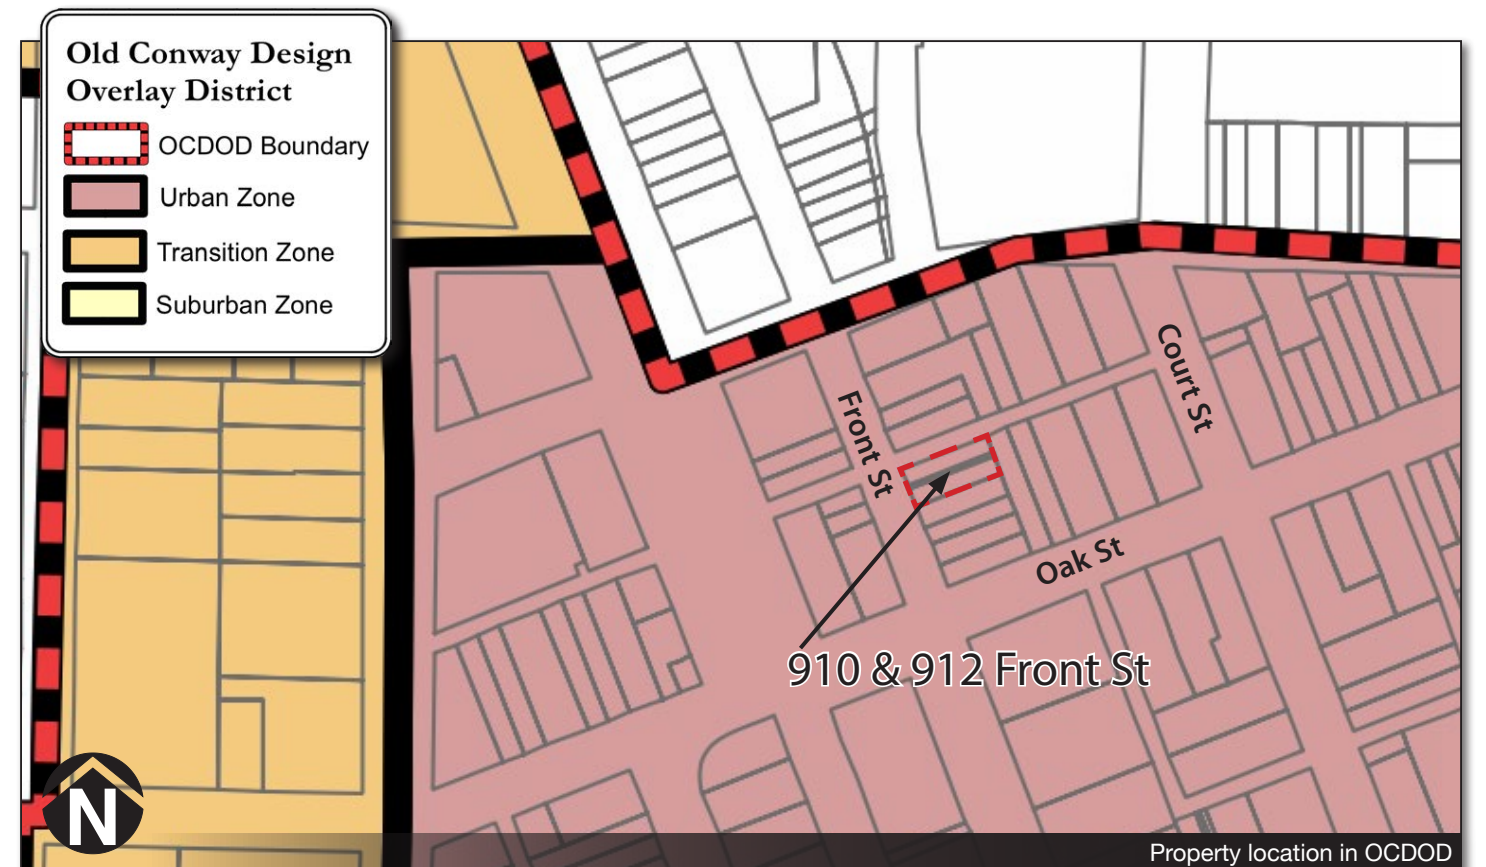 Old Conway Design
Overlay District
OCDOD Boundary
Urban Zone
Transition Zone
Suburban Zone
Court St
Front St
Oak St
910 & 912 Front St
N
Property location in OCDOD